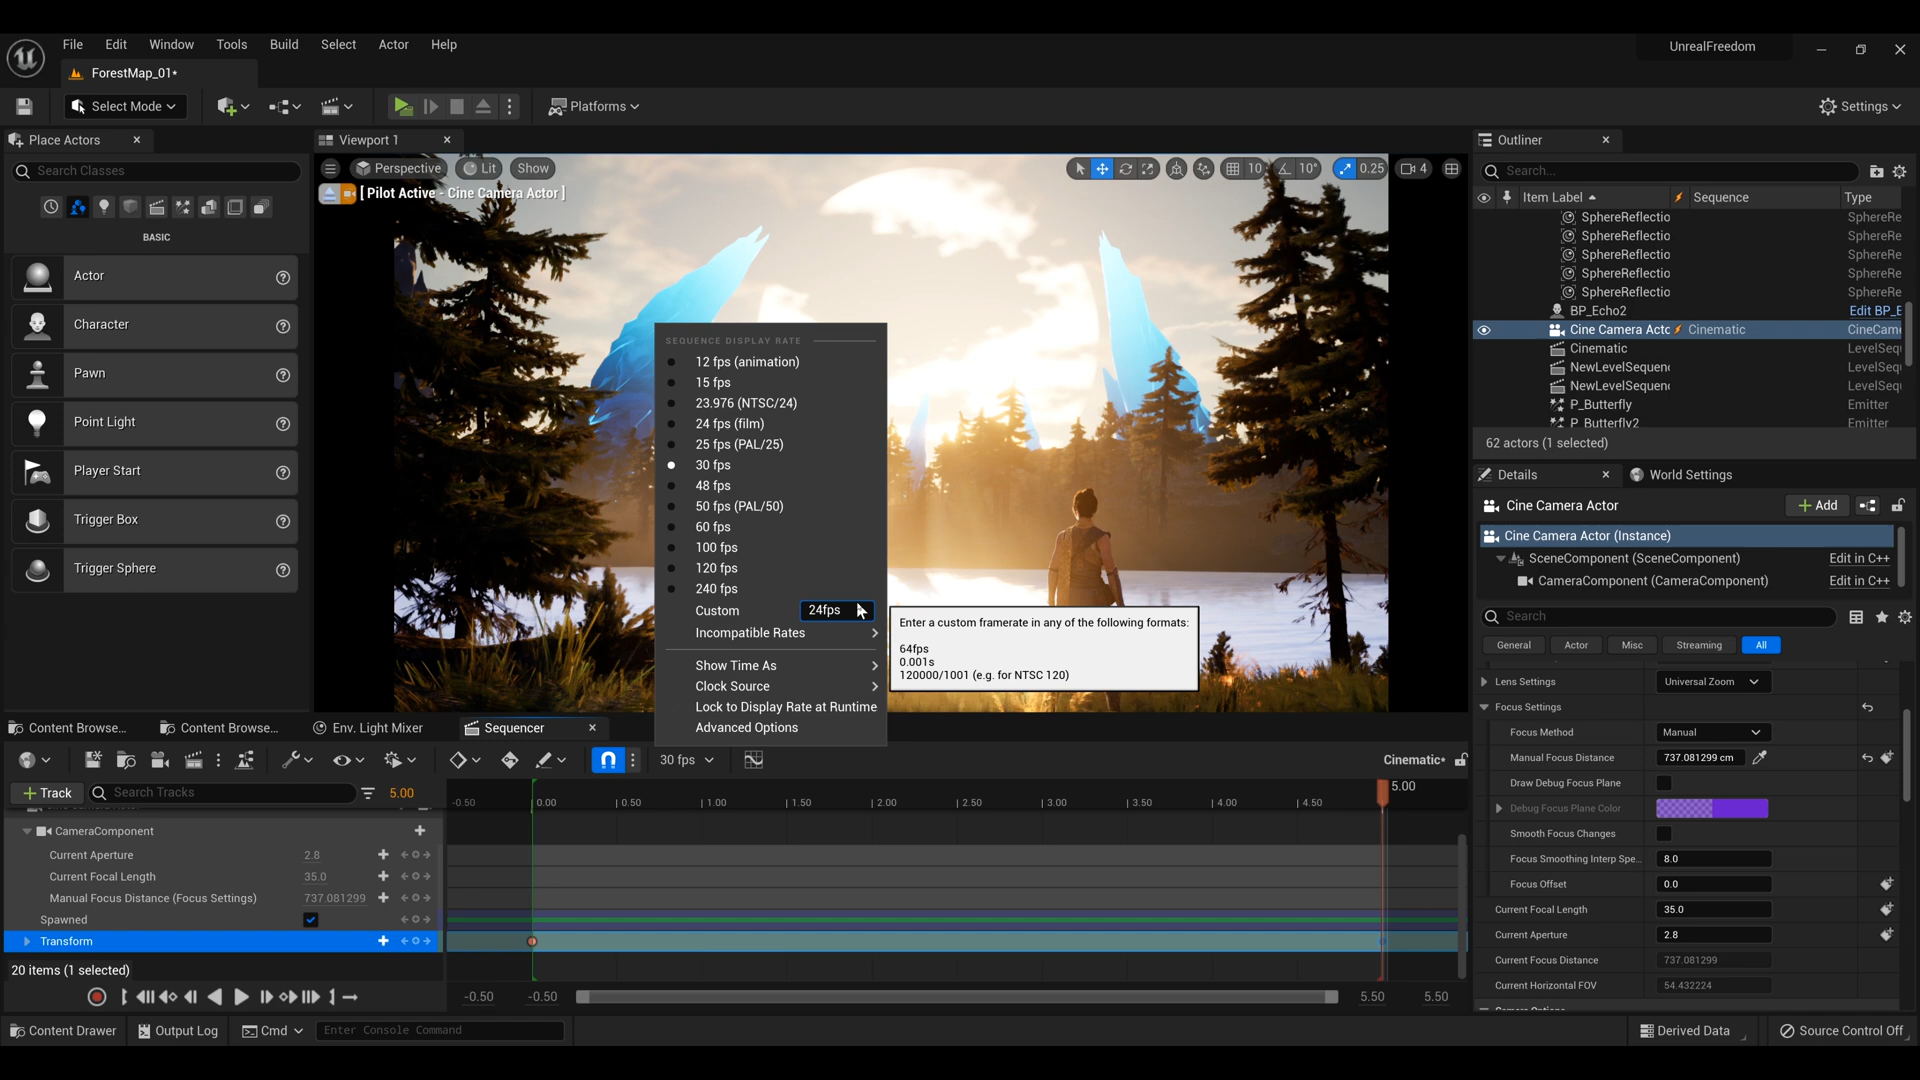 File Edit Window Tools Build Select Actor Help
UnrealFreedom
ForestMap_01*
Select Mode
Platforms
Settings
Place Actors
Search Classes
BASIC
Actor
Character
Pawn
Point Light
Player Start
Trigger Box
Trigger Sphere
Viewport 1
Perspective Lit Show
10 10° 0.25 4
[ Pilot Active - Cine Camera Actor ]
SEQUENCE DISPLAY RATE
12 fps (animation)
15 fps
23.976 (NTSC/24)
24 fps (film)
25 fps (PAL/25)
30 fps
48 fps
50 fps (PAL/50)
60 fps
100 fps
120 fps
240 fps
Custom 24fps
Incompatible Rates
Show Time As
Clock Source
Lock to Display Rate at Runtime
Advanced Options
Enter a custom framerate in any of the following formats:
64fps
0.001s
120000/1001 (e.g. for NTSC 120)
Outliner
Search...
Item Label Sequence Type
SphereReflectio SphereRe
SphereReflectio SphereRe
SphereReflectio SphereRe
SphereReflectio SphereRe
SphereReflectio SphereRe
BP_Echo2 Edit BP_E
Cine Camera Actc Cinematic CineCame
Cinematic LevelSeq
NewLevelSequenc LevelSeq
NewLevelSequenc LevelSeq
P_Butterfly Emitter
P_Butterfly2 Emitter
62 actors (1 selected)
Details World Settings
Cine Camera Actor
Add
Cine Camera Actor (Instance)
SceneComponent (SceneComponent) Edit in C++
CameraComponent (CameraComponent) Edit in C++
Search
General Actor Misc Streaming All
Lens Settings Universal Zoom
Focus Settings
Focus Method Manual
Manual Focus Distance 737.081299 cm
Draw Debug Focus Plane
Debug Focus Plane Color
Smooth Focus Changes
Focus Smoothing Interp Spe... 8.0
Focus Offset 0.0
Current Focal Length 35.0
Current Aperture 2.8
Current Focus Distance 737.081299
Current Horizontal FOV 54.432224
Content Browse... Content Browse... Env. Light Mixer Sequencer
30 fps
Cinematic*
Track Search Tracks 5.00
-0.50 0.00 0.50 1.00 1.50 2.00 2.50 3.00 3.50 4.00 4.50 5.00
CameraComponent
Current Aperture 2.8
Current Focal Length 35.0
Manual Focus Distance (Focus Settings) 737.081299
Spawned
Transform
20 items (1 selected)
-0.50 -0.50 5.50 5.50
Content Drawer Output Log Cmd Enter Console Command
Derived Data Source Control Off